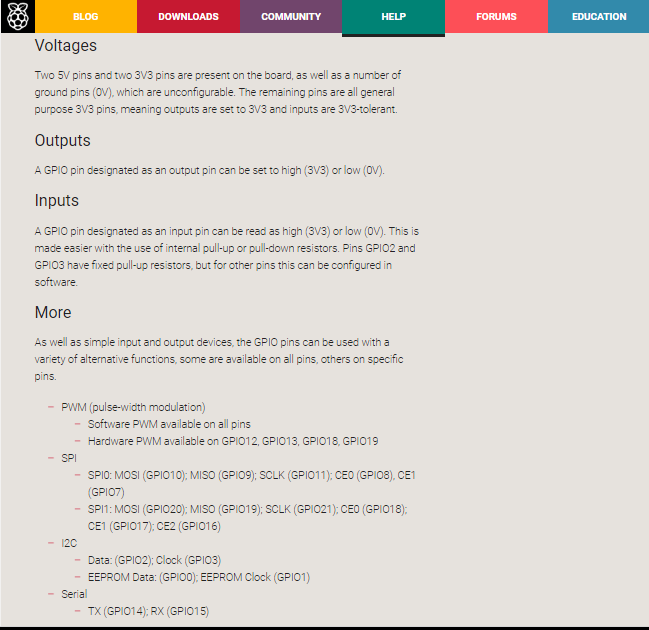 BLOG DOWNLOADS COMMUNITY HELP FORUMS EDUCATION
Voltages
Two 5V pins and two 3V3 pins are present on the board, as well as a number of
ground pins (0V), which are unconfigurable. The remaining pins are all general
purpose 3V3 pins, meaning outputs are set to 3V3 and inputs are 3V3-tolerant.
Outputs
A GPIO pin designated as an output pin can be set to high (3V3) or low (0V).
Inputs
A GPIO pin designated as an input pin can be read as high (3V3) or low (0V). This is
made easier with the use of internal pull-up or pull-down resistors. Pins GPIO2 and
GPIO3 have fixed pull-up resistors, but for other pins this can be configured in
software.
More
As well as simple input and output devices, the GPIO pins can be used with a
variety of alternative functions, some are available on all pins, others on specific
pins.
– PWM (pulse-width modulation)
– Software PWM available on all pins
– Hardware PWM available on GPIO12, GPIO13, GPIO18, GPIO19
– SPI
– SPI0: MOSI (GPIO10); MISO (GPIO9); SCLK (GPIO11); CE0 (GPIO8), CE1
(GPIO7)
– SPI1: MOSI (GPIO20); MISO (GPIO19); SCLK (GPIO21); CE0 (GPIO18);
CE1 (GPIO17); CE2 (GPIO16)
– I2C
– Data: (GPIO2); Clock (GPIO3)
– EEPROM Data: (GPIO0); EEPROM Clock (GPIO1)
– Serial
– TX (GPIO14); RX (GPIO15)